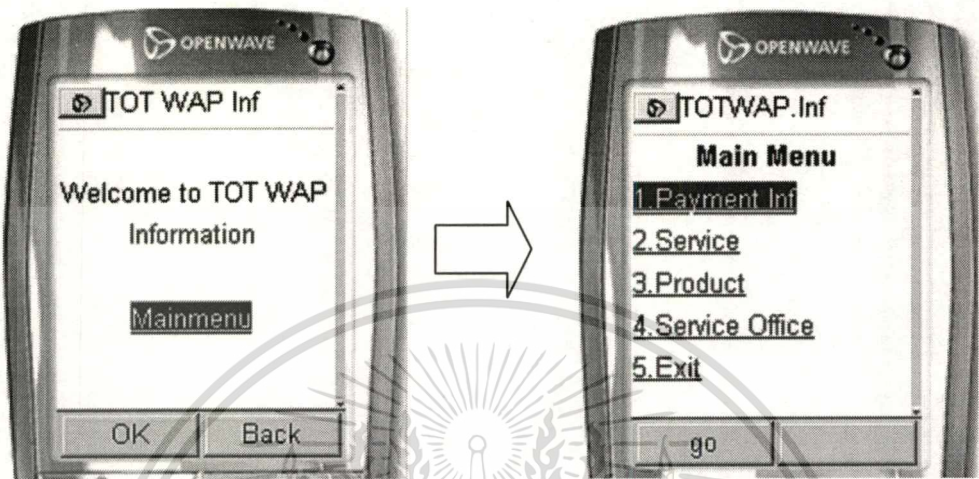 OPENWAVE
TOT WAP Inf
Welcome to TOT WAP
Information
Mainmenu
OK Back
OPENWAVE
TOTWAP.Inf
Main Menu
1.Payment Inf
2.Service
3.Product
4.Service Office
5.Exit
go